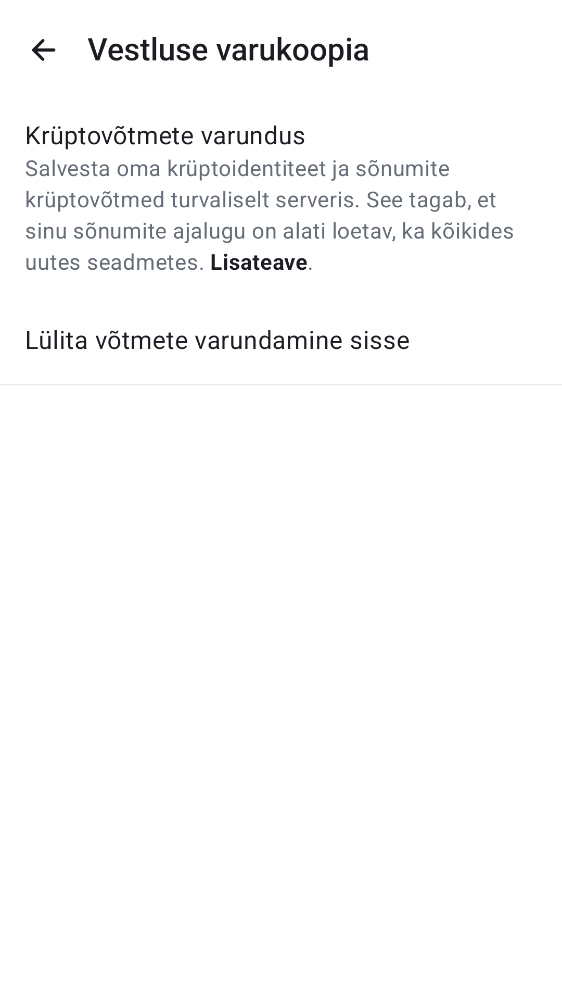 Vestluse varukoopia
Krüptovõtmete varundus
Salvesta oma krüptoidentiteet ja sõnumite
krüptovõtmed turvaliselt serveris. See tagab, et
sinu sõnumite ajalugu on alati loetav, ka kõikides
uutes seadmetes. Lisateave.
Lülita võtmete varundamine sisse